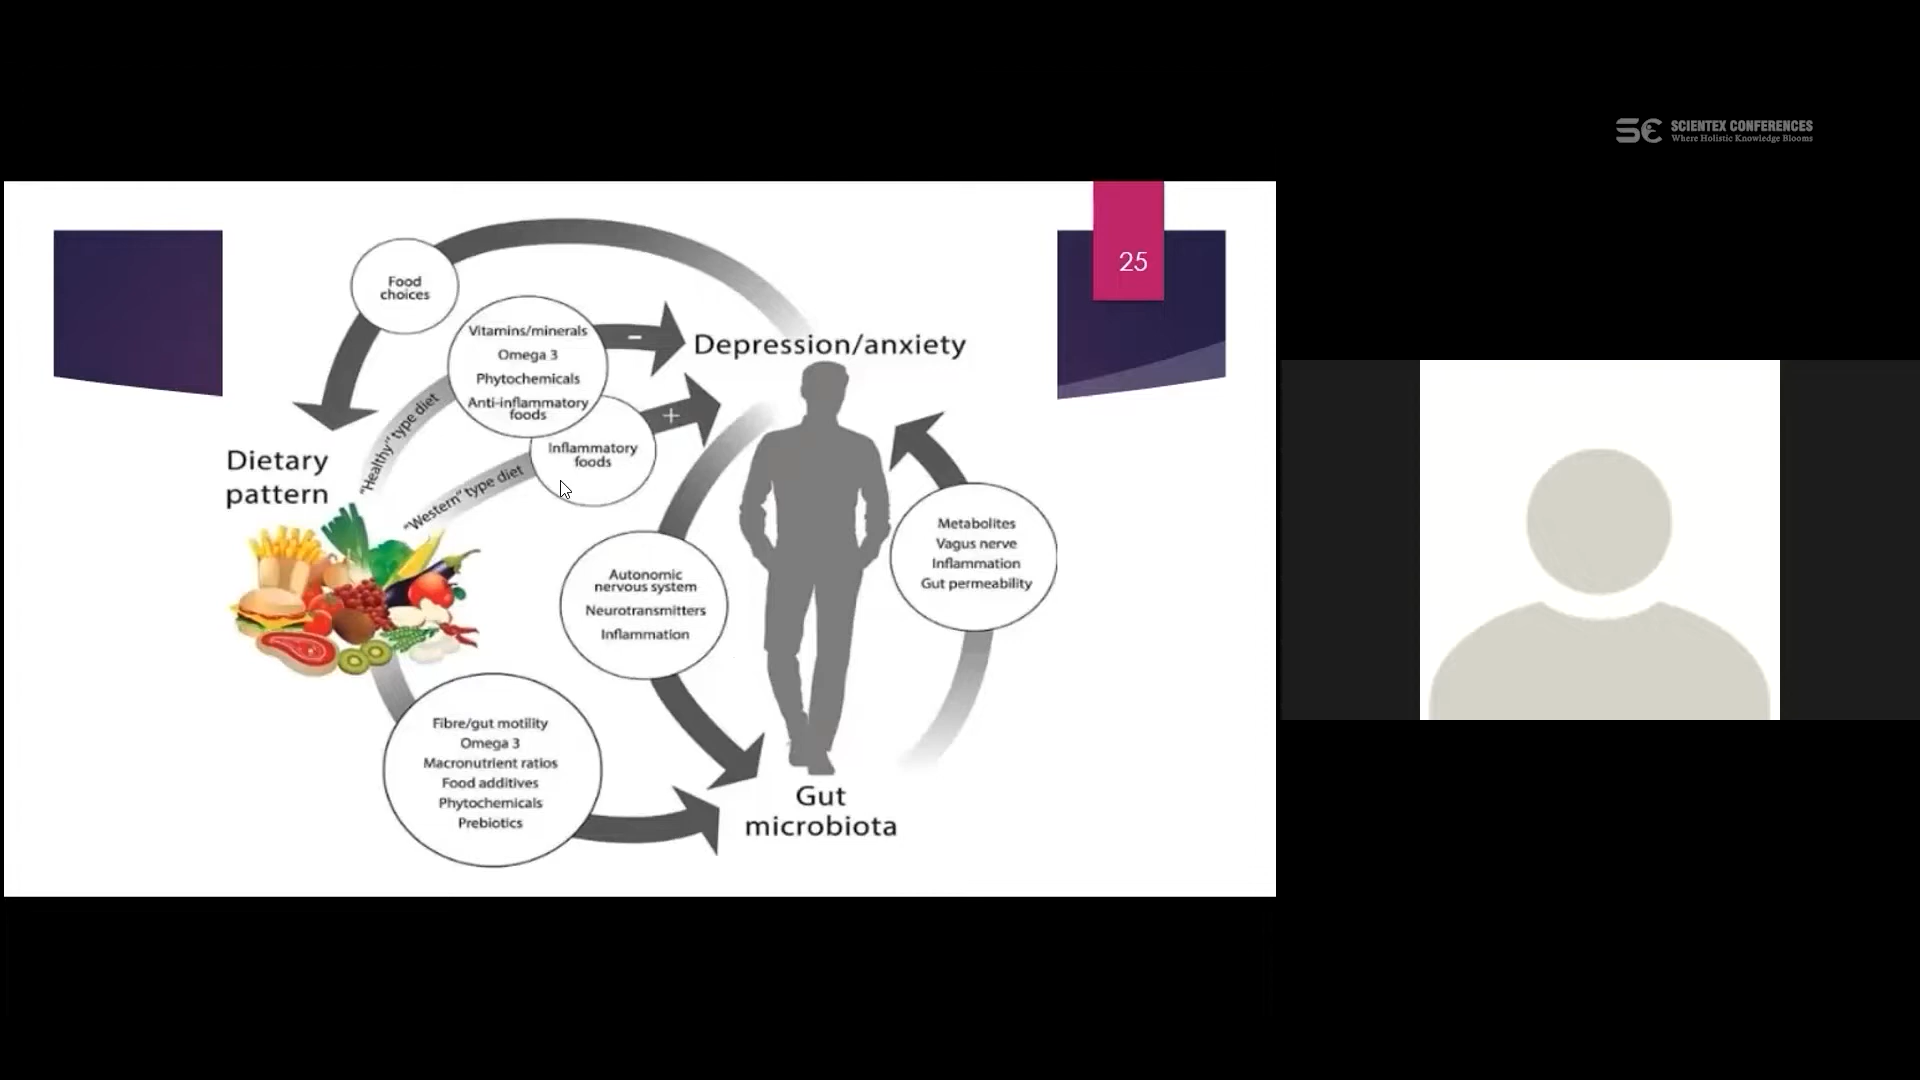 SCIENTEX CONFERENCES
Where Holistic Knowledge Blooms
25
Food
choices
Vitamins/minerals
Omega 3
Phytochemicals
Anti-inflammatory
foods
-
Depression/anxiety
+
Inflammatory
foods
"Healthy" type diet
"Western" type diet
Dietary
pattern
Autonomic
nervous system
Neurotransmitters
Inflammation
Metabolites
Vagus nerve
Inflammation
Gut permeability
Fibre/gut motility
Omega 3
Macronutrient ratios
Food additives
Phytochemicals
Prebiotics
Gut
microbiota